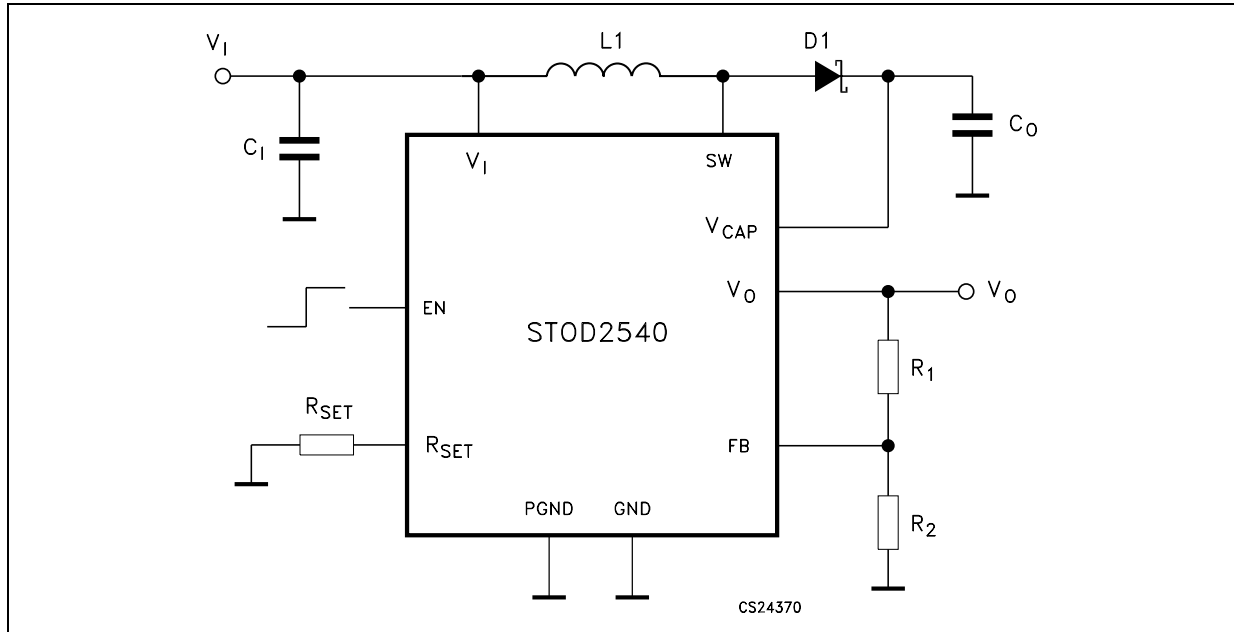 V_I
L1
D1
C_I
C_O
V_I
SW
V_CAP
V_O
V_O
EN
STOD2540
R_1
R_SET
R_SET
FB
PGND
GND
R_2
CS24370